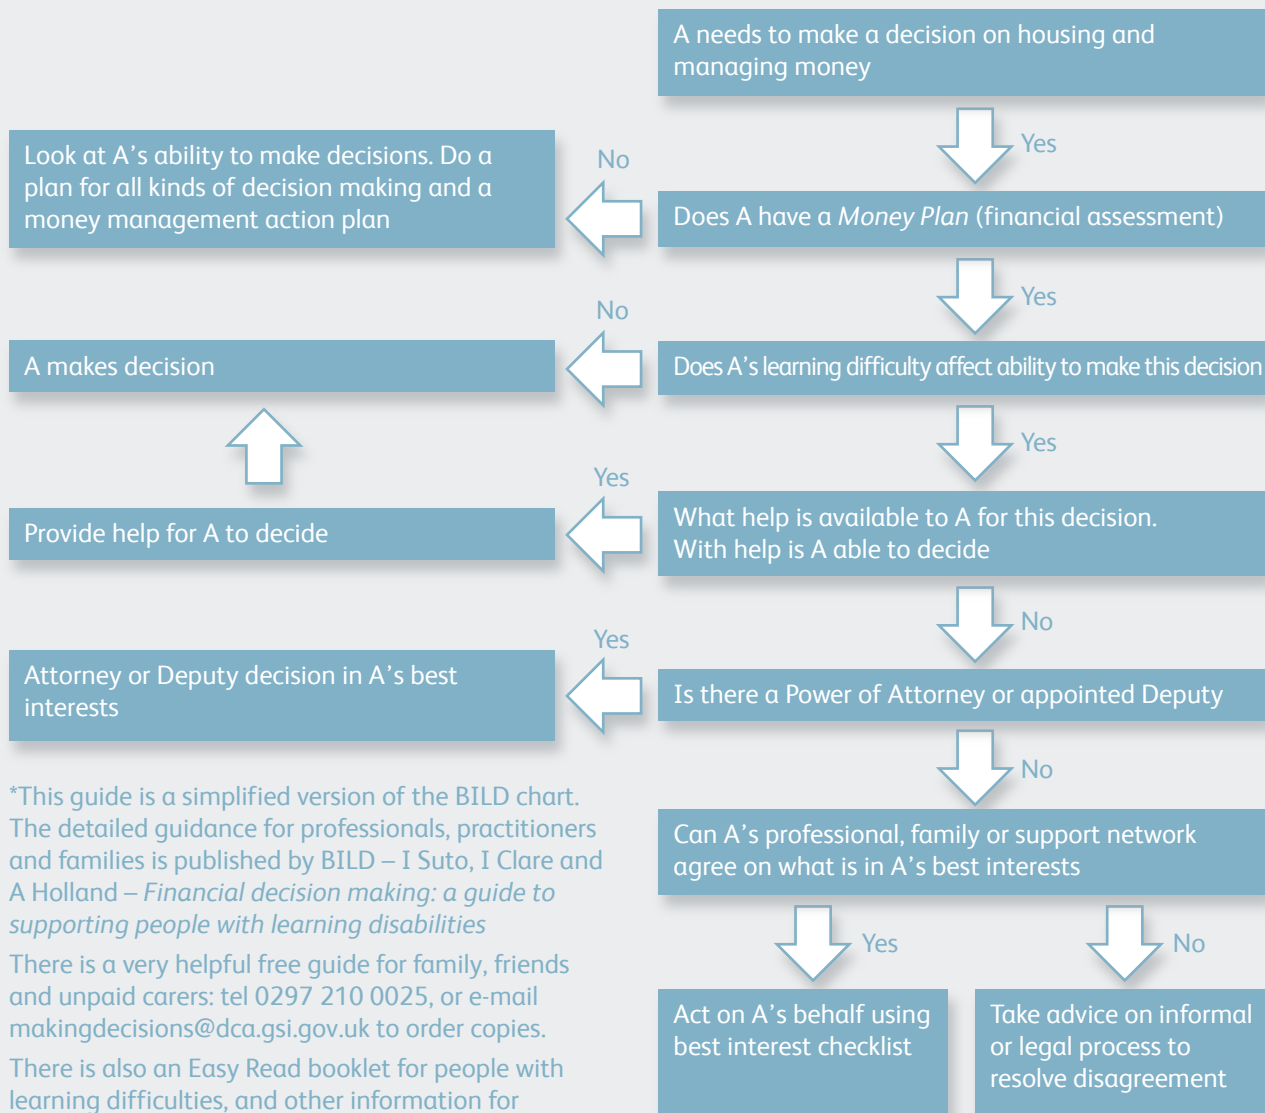 A needs to make a decision on housing and
managing money
Yes
Look at A’s ability to make decisions. Do a
plan for all kinds of decision making and a
money management action plan
No
Does A have a Money Plan (financial assessment)
Yes
No
A makes decision
Does A’s learning difficulty affect ability to make this decision
Yes
Yes
Provide help for A to decide
What help is available to A for this decision.
With help is A able to decide
No
Yes
Attorney or Deputy decision in A’s best
interests
Is there a Power of Attorney or appointed Deputy
No
Can A’s professional, family or support network
agree on what is in A’s best interests
Yes
No
Act on A’s behalf using
best interest checklist
Take advice on informal
or legal process to
resolve disagreement
*This guide is a simplified version of the BILD chart.
The detailed guidance for professionals, practitioners
and families is published by BILD – I Suto, I Clare and
A Holland – Financial decision making: a guide to
supporting people with learning disabilities
There is a very helpful free guide for family, friends
and unpaid carers: tel 0297 210 0025, or e-mail
makingdecisions@dca.gsi.gov.uk to order copies.
There is also an Easy Read booklet for people with
learning difficulties, and other information for